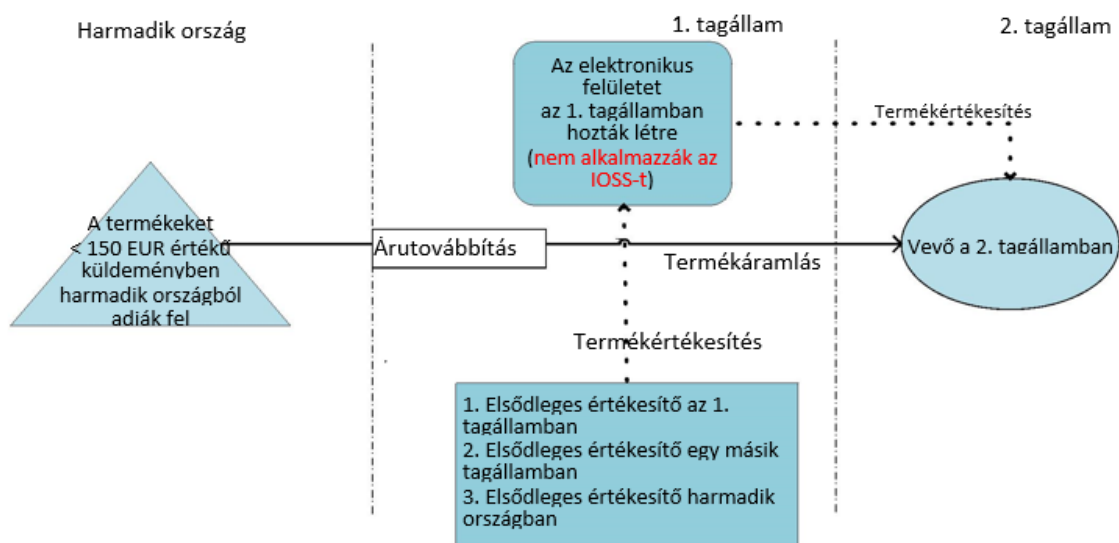 Harmadik ország
1. tagállam
2. tagállam
Az elektronikus
felületet
az 1. tagállamban
hozták létre
(nem alkalmazzák az
IOSS-t)
Termékértékesítés
A termékeket
< 150 EUR értékű
küldeményben
harmadik országból
adják fel
Árutovábbítás
Termékáramlás
Vevő a 2. tagállamban
Termékértékesítés
1. Elsődleges értékesítő az 1.
tagállamban
2. Elsődleges értékesítő egy másik
tagállamban
3. Elsődleges értékesítő harmadik
országban